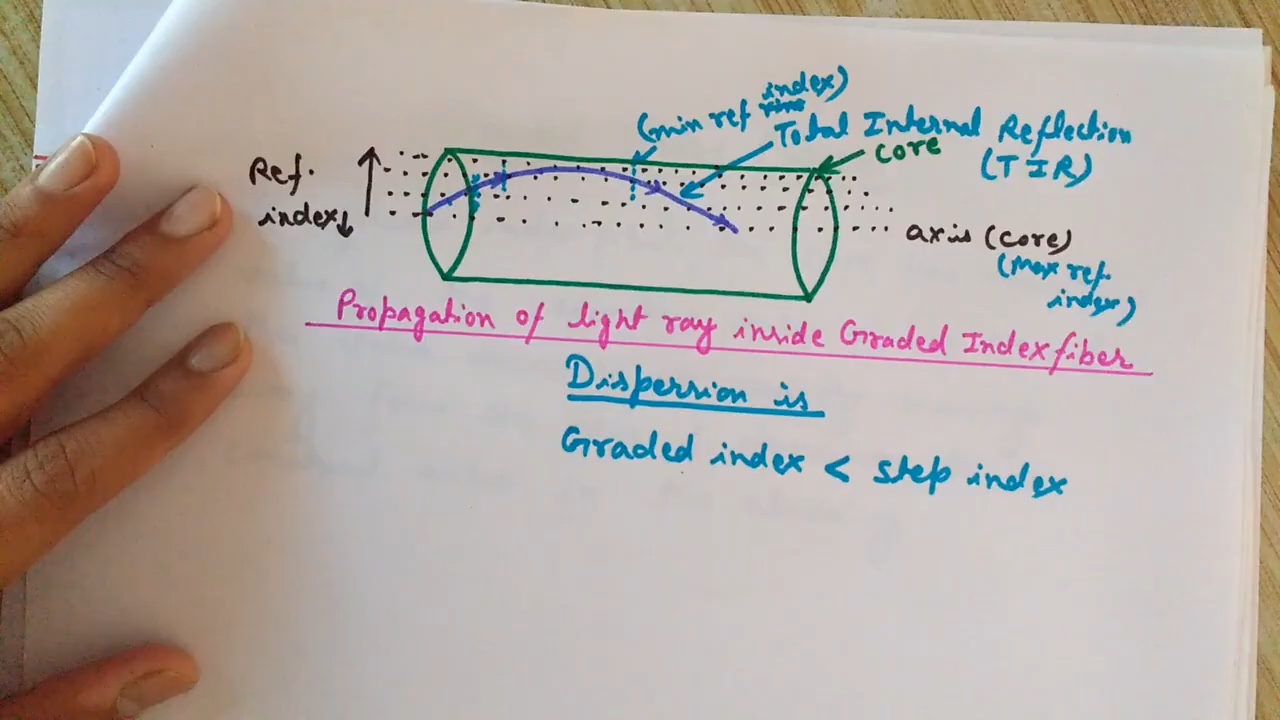 (min ref index)
Total Internal Reflection
(TIR)
core
Ref.
index↓
axis (core)
(Max ref.
index)
Propagation of light ray inside Graded Index fiber
Dispersion is
Graded index < step index